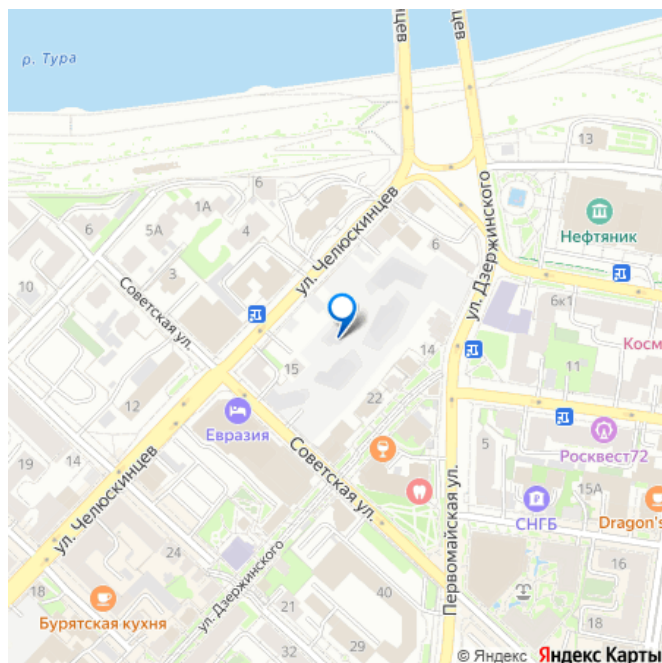 р. Тура
ул. Челюскинцев
13
Нефтяник
6
1А
4
6
5А
3
10
Советская ул.
ул. Челюскинцев
6
ул. Дзержинского
6к1
Косм
14
11
15
22
12
Евразия
Советская ул.
5
Росквест72
19
14
ул. Челюскинцев
15А
СНГБ
Dragon's
Первомайская ул.
24
ул. Дзержинского
18
Бурятская кухня
32
21
29
40
16
18
© Яндекс Яндекс Карты